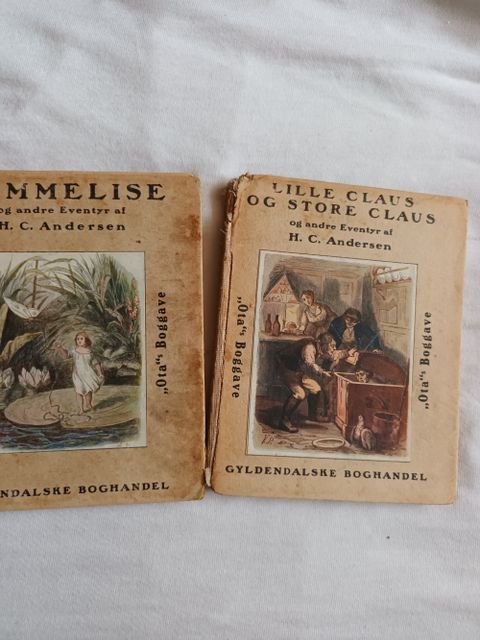 MMELISE
og andre Eventyr af
H. C. Andersen
„Ota“s Boggave
NDALSKE BOGHANDEL
LILLE CLAUS
OG STORE CLAUS
og andre Eventyr af
H. C. Andersen
„Ota“s Boggave
„Ota“s Boggave
GYLDENDALSKE BOGHANDEL